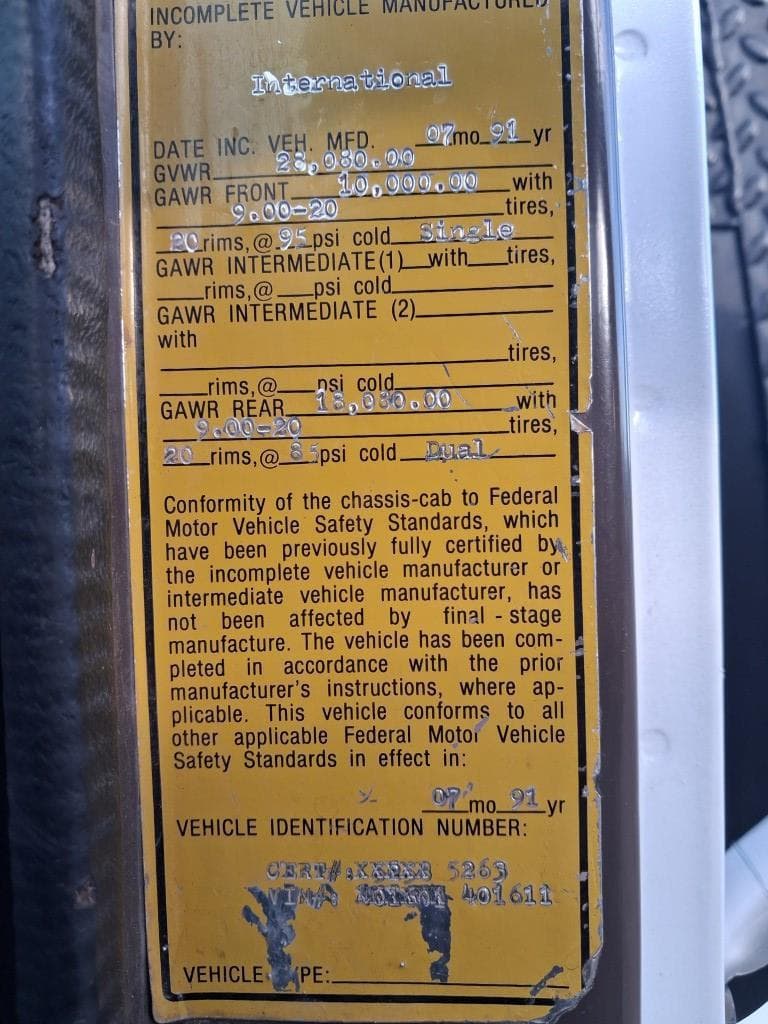 INCOMPLETE VEHICLE MANUFACTURED
BY:
International
DATE INC. VEH. MFD. 07 mo 91 yr
GVWR 28,080.00
GAWR FRONT 10,000.00 with
9.00-20 tires,
20 rims,@ 95 psi cold Single
GAWR INTERMEDIATE(1) with tires,
rims,@ psi cold
GAWR INTERMEDIATE (2)
with
tires,
rims,@ psi cold
GAWR REAR 18,080.00 with
9.00-20 tires,
20 rims,@ 85 psi cold Dual
Conformity of the chassis-cab to Federal
Motor Vehicle Safety Standards, which
have been previously fully certified by
the incomplete vehicle manufacturer or
intermediate vehicle manufacturer, has
not been affected by final - stage
manufacture. The vehicle has been com-
pleted in accordance with the prior
manufacturer's instructions, where ap-
plicable. This vehicle conforms to all
other applicable Federal Motor Vehicle
Safety Standards in effect in:
07 mo 91 yr
VEHICLE IDENTIFICATION NUMBER:
CERT#: 5263
VIN#: 401611
VEHICLE